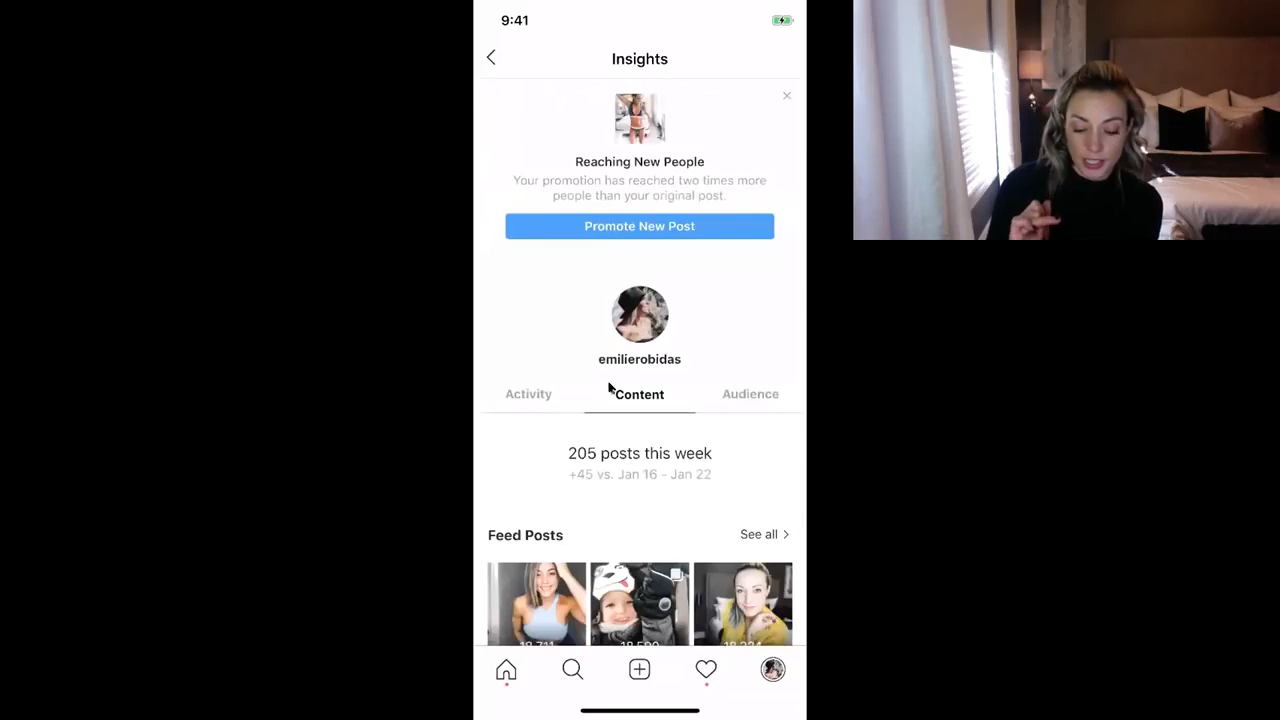 9:41
Insights
Reaching New People
Your promotion has reached two times more
people than your original post.
Promote New Post
emilierobidas
Activity Content Audience
205 posts this week
+45 vs. Jan 16 - Jan 22
Feed Posts See all